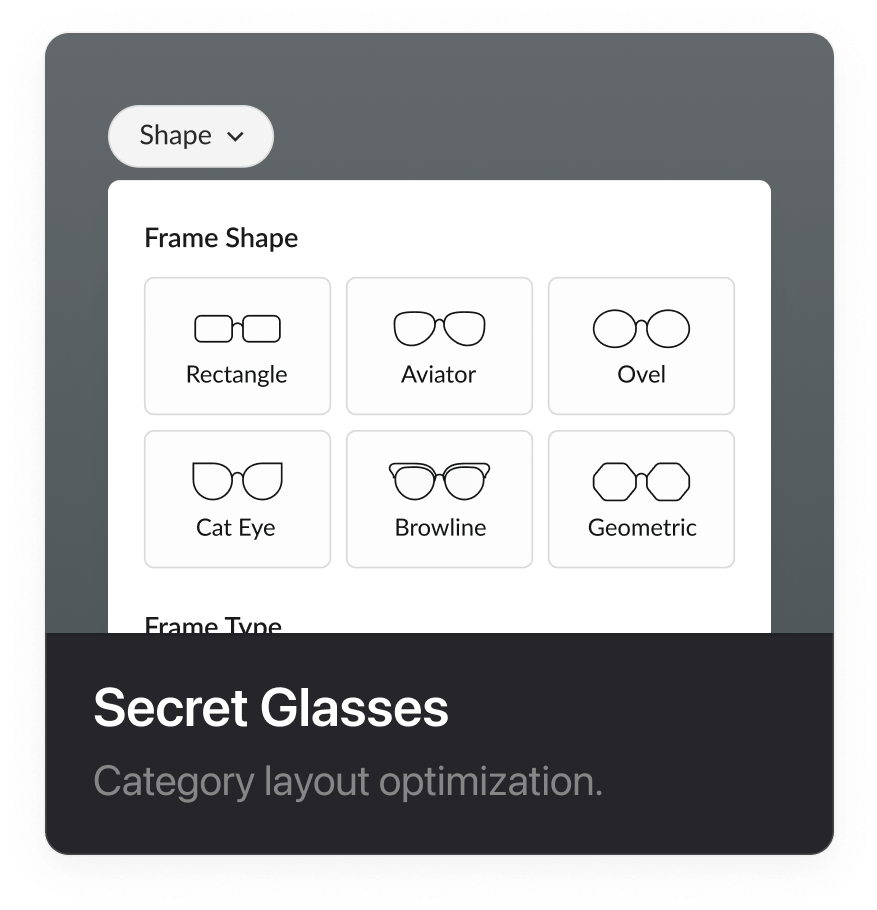 Shape
Frame Shape
Rectangle
Aviator
Ovel
Cat Eye
Browline
Geometric
Frame Type
Secret Glasses
Category layout optimization.